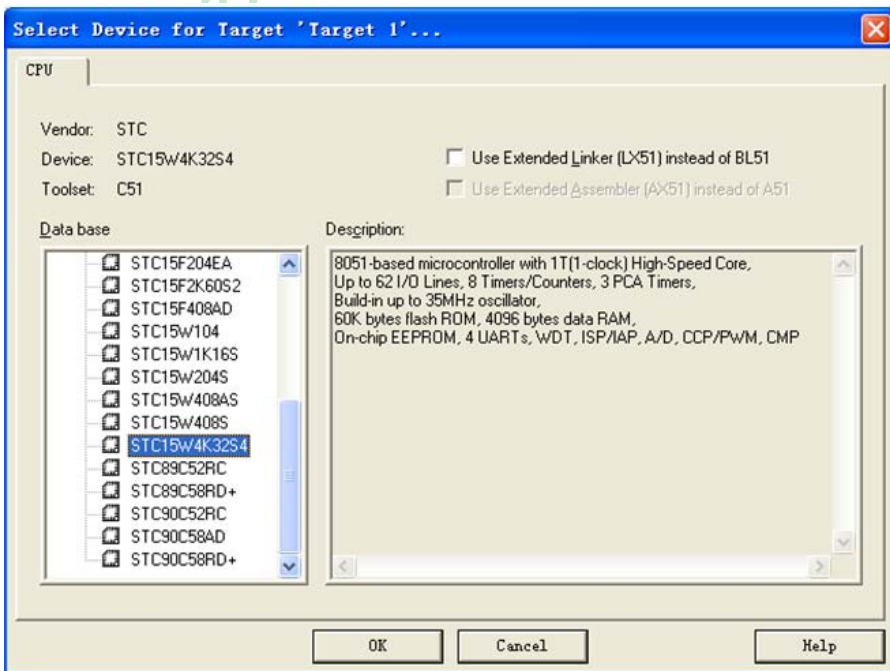 Select Device for Target 'Target 1'...
CPU
Vendor: STC
Device: STC15W4K32S4
Toolset: C51
Use Extended Linker (LX51) instead of BL51
Use Extended Assembler (AX51) instead of A51
Data base
STC15F204EA
STC15F2K60S2
STC15F408AD
STC15W104
STC15W1K16S
STC15W204S
STC15W408AS
STC15W408S
STC15W4K32S4
STC89C52RC
STC89C58RD+
STC90C52RC
STC90C58AD
STC90C58RD+
Description:
8051-based microcontroller with 1T(1-clock) High-Speed Core,
Up to 62 I/O Lines, 8 Timers/Counters, 3 PCA Timers,
Build-in up to 35MHz oscillator,
60K bytes flash ROM, 4096 bytes data RAM,
On-chip EEPROM, 4 UARTs, WDT, ISP/IAP, A/D, CCP/PWM, CMP
OK
Cancel
Help